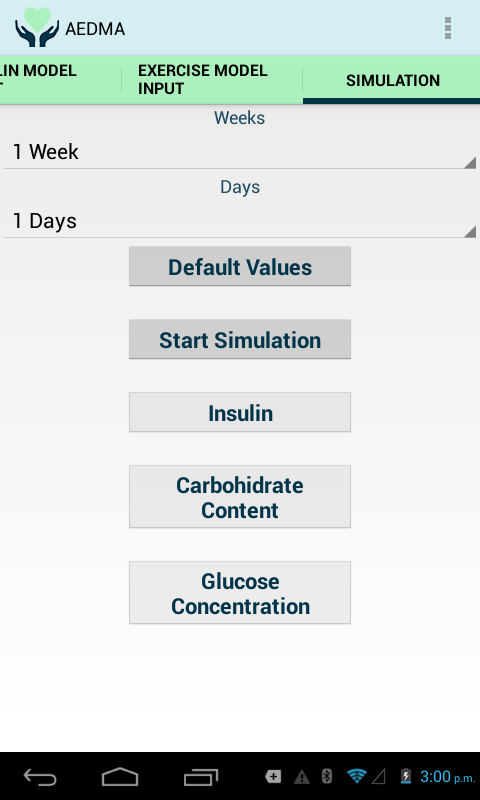 AEDMA
LIN MODEL
EXERCISE MODEL
INPUT
SIMULATION
Weeks
1 Week
Days
1 Days
Default Values
Start Simulation
Insulin
Carbohidrate
Content
Glucose
Concentration
3:00 p.m.